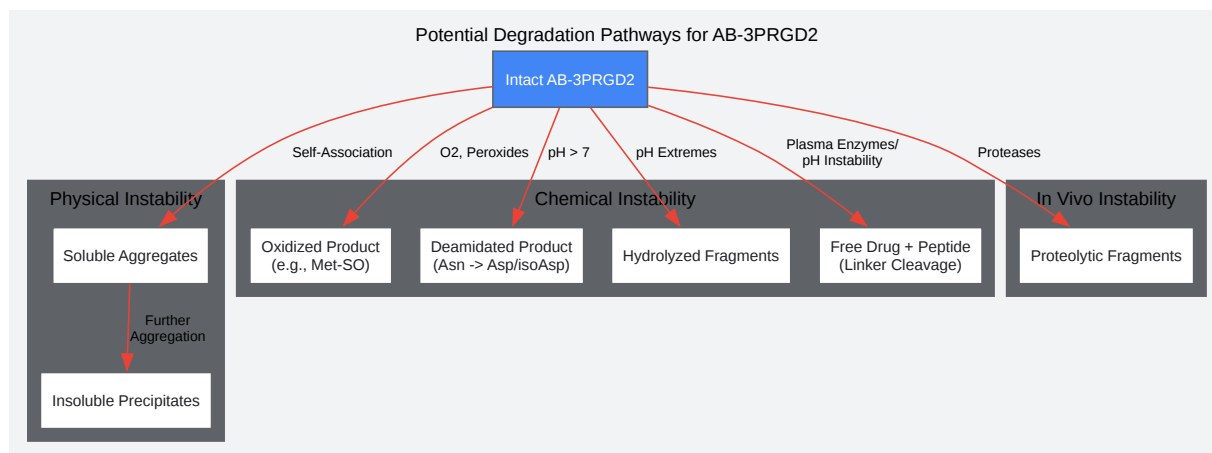 Potential Degradation Pathways for AB-3PRGD2
Intact AB-3PRGD2
Self-Association
O2, Peroxides
pH > 7
pH Extremes
Plasma Enzymes/
pH Instability
Proteases
Physical Instability
Chemical Instability
In Vivo Instability
Soluble Aggregates
Oxidized Product
(e.g., Met-SO)
Deamidated Product
(Asn -> Asp/isoAsp)
Hydrolyzed Fragments
Free Drug + Peptide
(Linker Cleavage)
Proteolytic Fragments
Further
Aggregation
Insoluble Precipitates